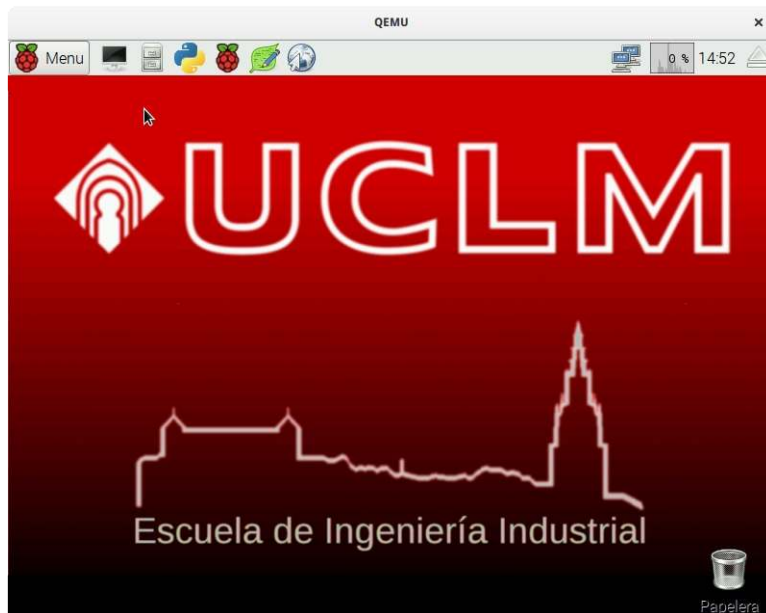 QEMU
Menu
0 %
14:52
UCLM
Escuela de Ingeniería Industrial
Papelera